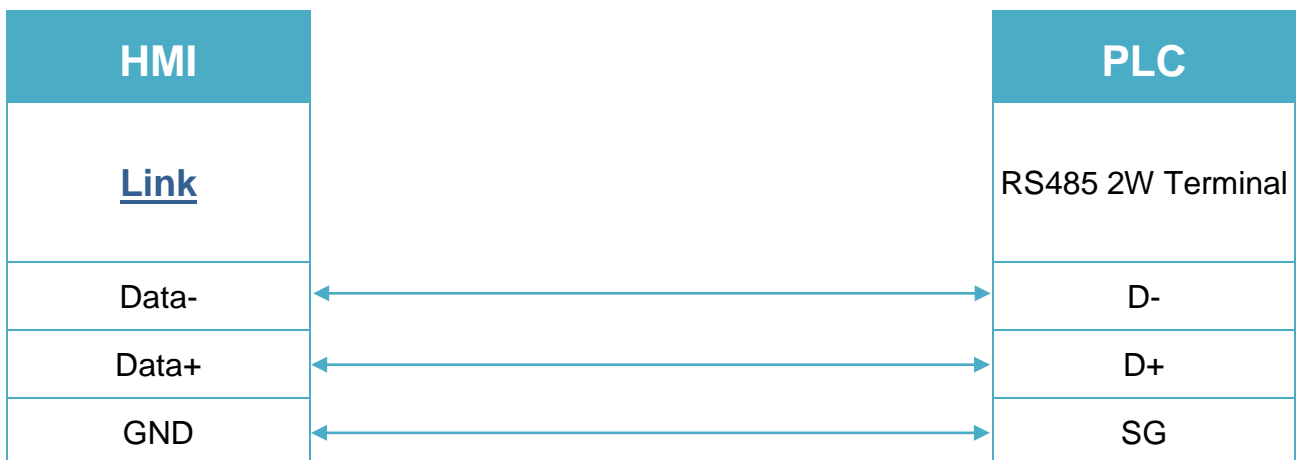 HMI PLC
Link RS485 2W Terminal
Data- D-
Data+ D+
GND SG